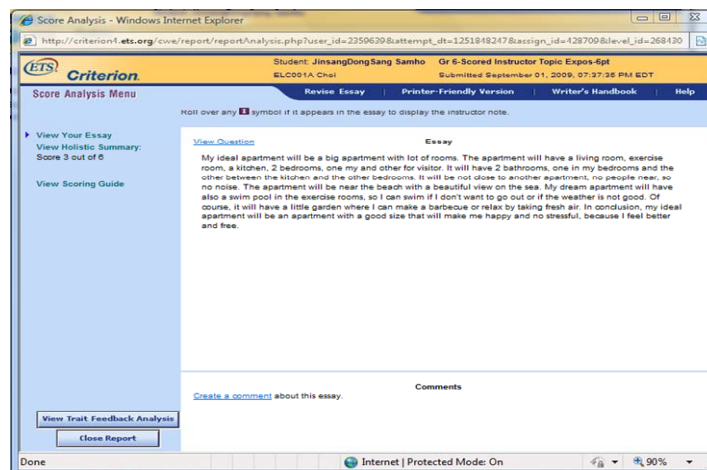 Score Analysis - Windows Internet Explorer
http://criterion4.ets.org/cwe/report/reportAnalysis.php?user_id=2359639&attempt_dt=1251848247&assign_id=428709&level_id=268430
ETS Criterion.
Student: JinsangDongSang Samho Gr 6-Scored Instructor Topic Expos-6pt
ELC001A Choi Submitted September 01, 2009, 07:37:36 PM EDT
Score Analysis Menu
Revise Essay | Printer-Friendly Version | Writer's Handbook | Help
Roll over any symbol if it appears in the essay to display the instructor note.
View Your Essay
View Holistic Summary:
Score 3 out of 6
View Scoring Guide
View Question
Essay
My ideal apartment will be a big apartment with lot of rooms. The apartment will have a living room, exercise
room, a kitchen, 2 bedrooms, one my and other for visitor. It will have 2 bathrooms, one in my bedrooms and the
other between the kitchen and the other bedrooms. It will be not close to another apartment, no people near, so
no noise. The apartment will be near the beach with a beautiful view on the sea. My dream apartment will have
also a swim pool in the exercise rooms, so I can swim if I don't want to go out or if the weather is not good. Of
course, it will have a little garden where I can make a barbecue or relax by taking fresh air. In conclusion, my ideal
apartment will be an apartment with a good size that will make me happy and no stressful, because I feel better
and free.
Comments
Create a comment about this essay.
View Trait Feedback Analysis
Close Report
Done
Internet | Protected Mode: On
90%